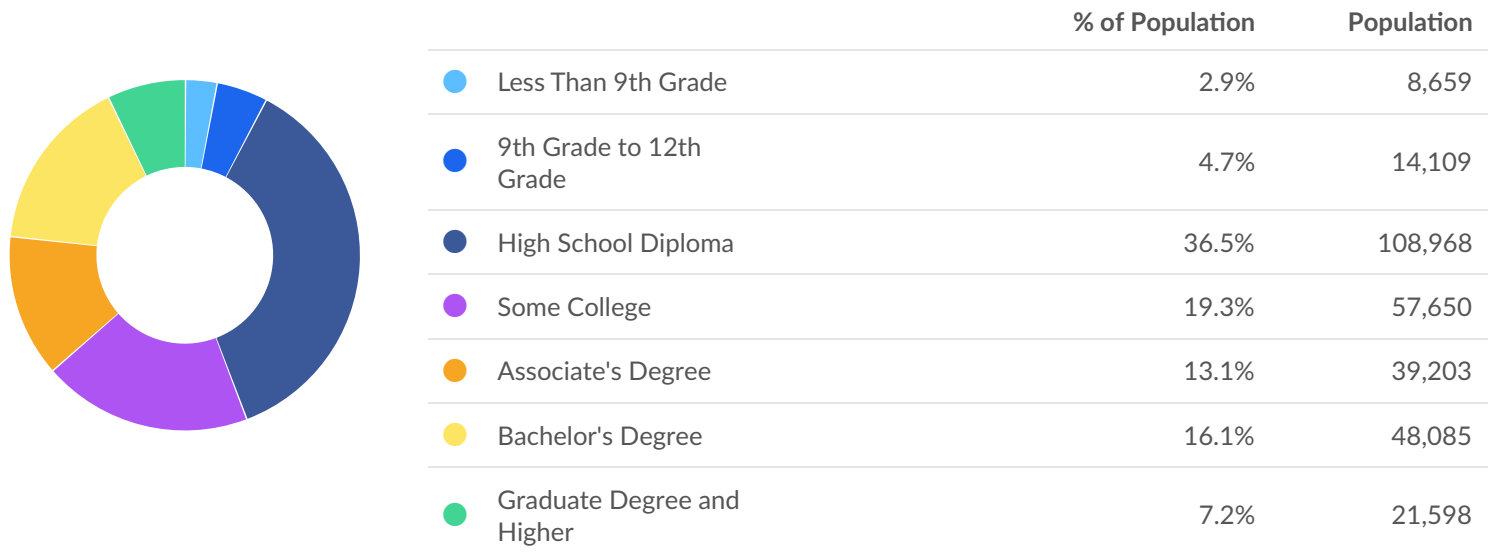 % of Population Population
Less Than 9th Grade 2.9% 8,659
9th Grade to 12th
Grade 4.7% 14,109
High School Diploma 36.5% 108,968
Some College 19.3% 57,650
Associate's Degree 13.1% 39,203
Bachelor's Degree 16.1% 48,085
Graduate Degree and
Higher 7.2% 21,598